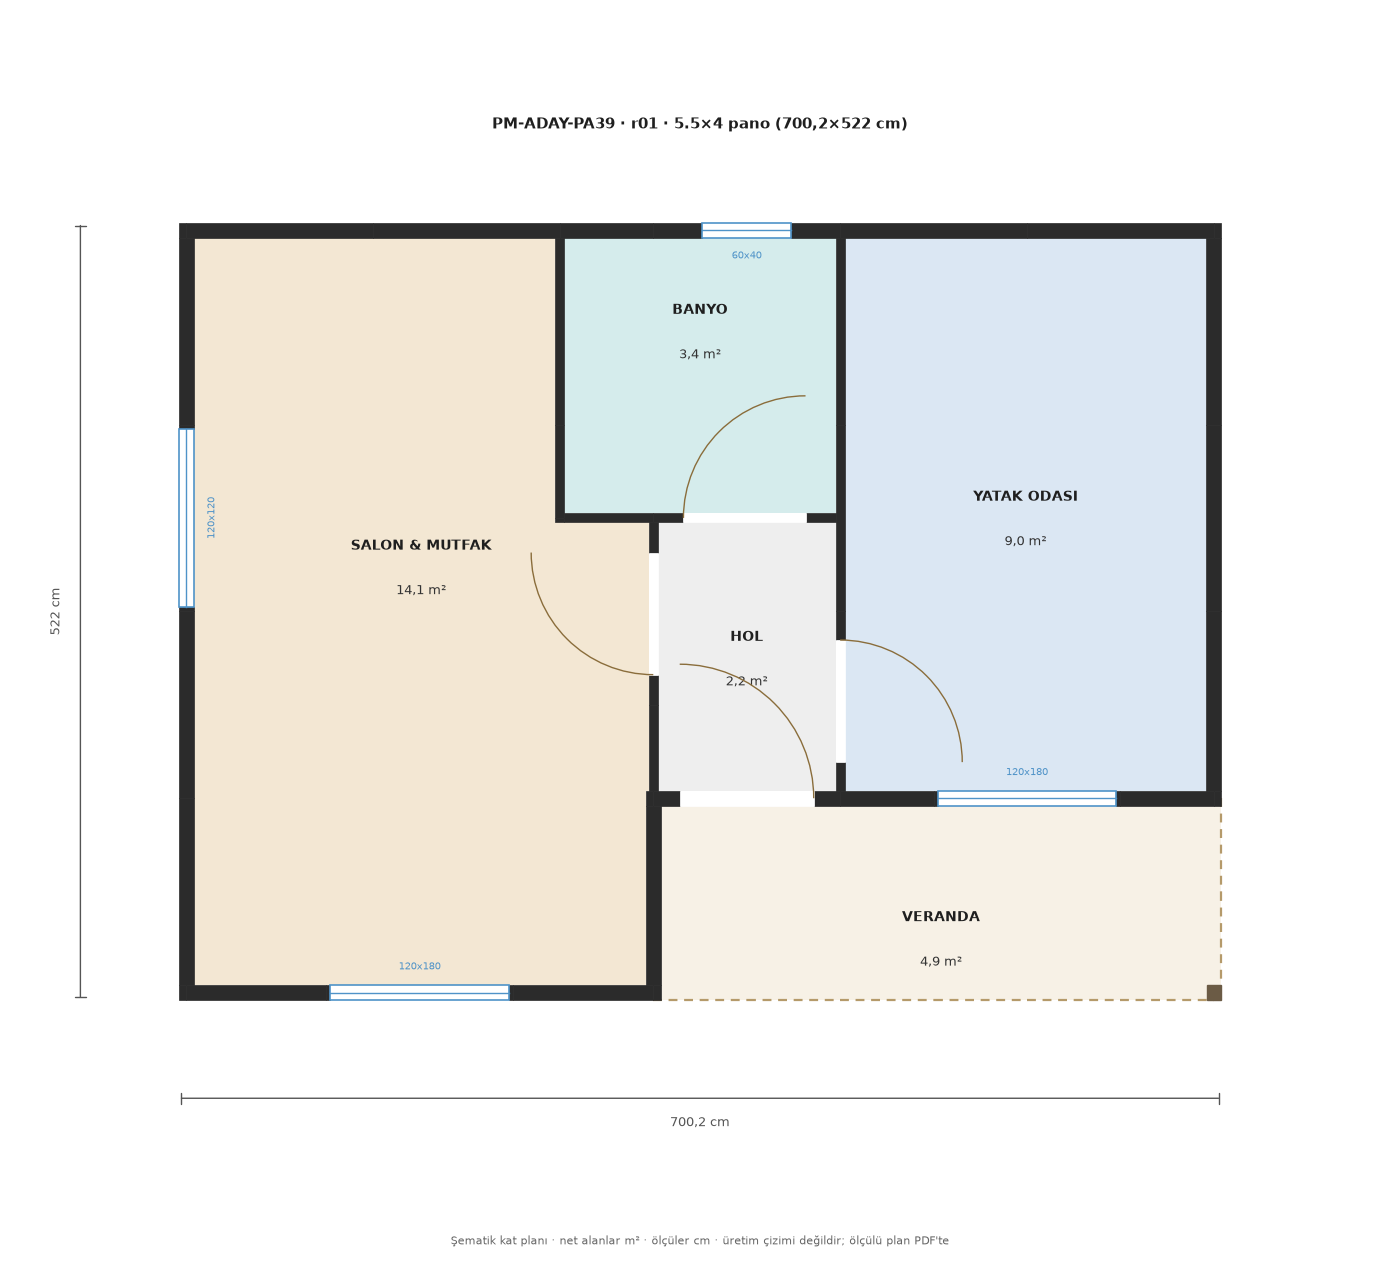 PM-ADAY-PA39 · r01 · 5.5×4 pano (700,2×522 cm)
60x40
BANYO
3,4 m²
YATAK ODASI
9,0 m²
120x120
SALON & MUTFAK
14,1 m²
522 cm
HOL
2,2 m²
120x180
VERANDA
4,9 m²
120x180
700,2 cm
Şematik kat planı · net alanlar m² · ölçüler cm · üretim çizimi değildir; ölçülü plan PDF'te